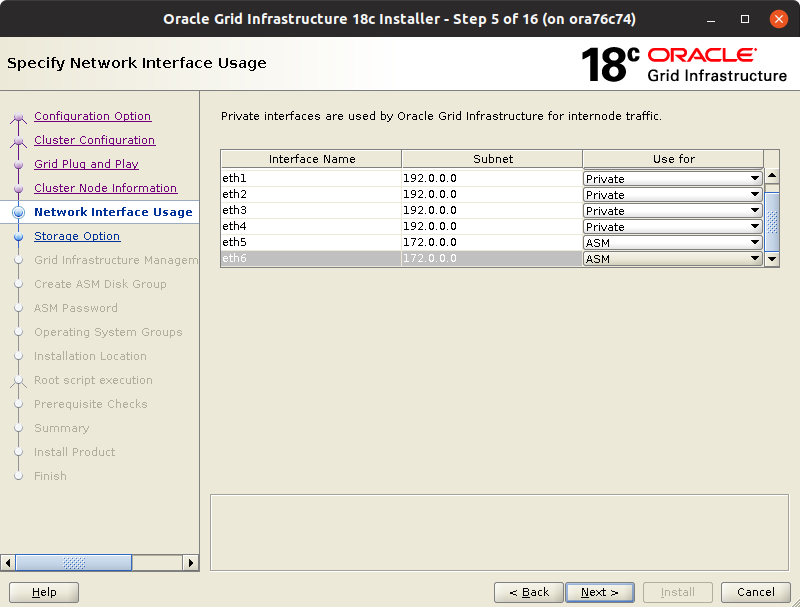 Oracle Grid Infrastructure 18c Installer - Step 5 of 16 (on ora76c74)
Specify Network Interface Usage
18c ORACLE
Grid Infrastructure
Configuration Option
Cluster Configuration
Grid Plug and Play
Cluster Node Information
Network Interface Usage
Storage Option
Grid Infrastructure Managem
Create ASM Disk Group
ASM Password
Operating System Groups
Installation Location
Root script execution
Prerequisite Checks
Summary
Install Product
Finish
Private interfaces are used by Oracle Grid Infrastructure for internode traffic.
Interface Name Subnet Use for
eth1 192.0.0.0 Private
eth2 192.0.0.0 Private
eth3 192.0.0.0 Private
eth4 192.0.0.0 Private
eth5 172.0.0.0 ASM
eth6 172.0.0.0 ASM
Help < Back Next > Install Cancel